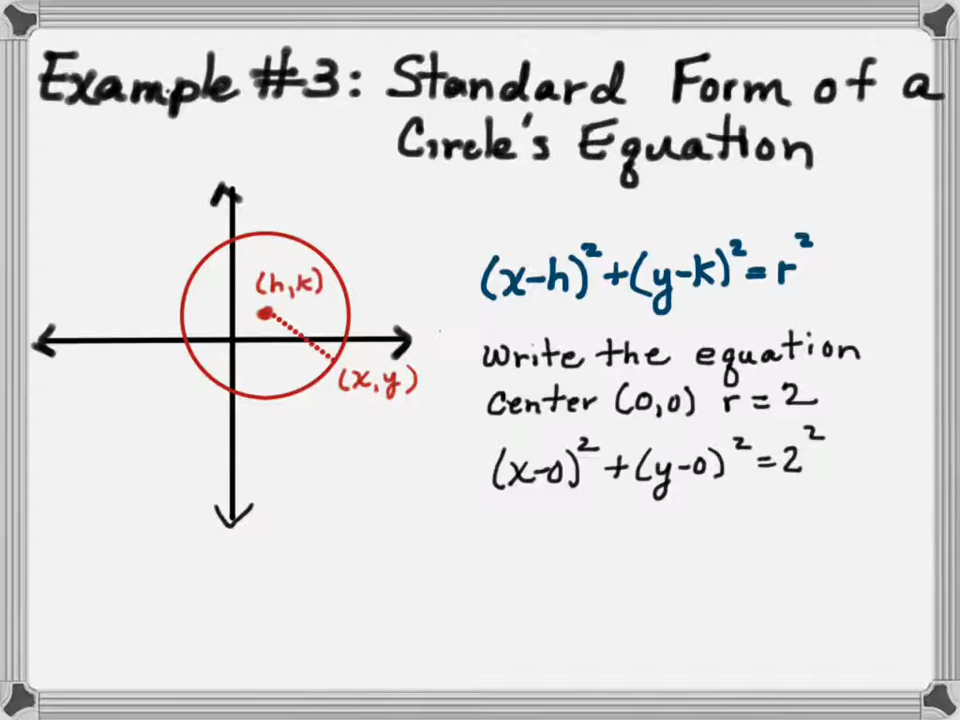 Example #3: Standard Form of a
Circle's Equation
(h,k)
(x,y)
(x-h)²+(y-k)²=r²
Write the equation
center (0,0) r=2
(x-0)²+(y-0)²=2²